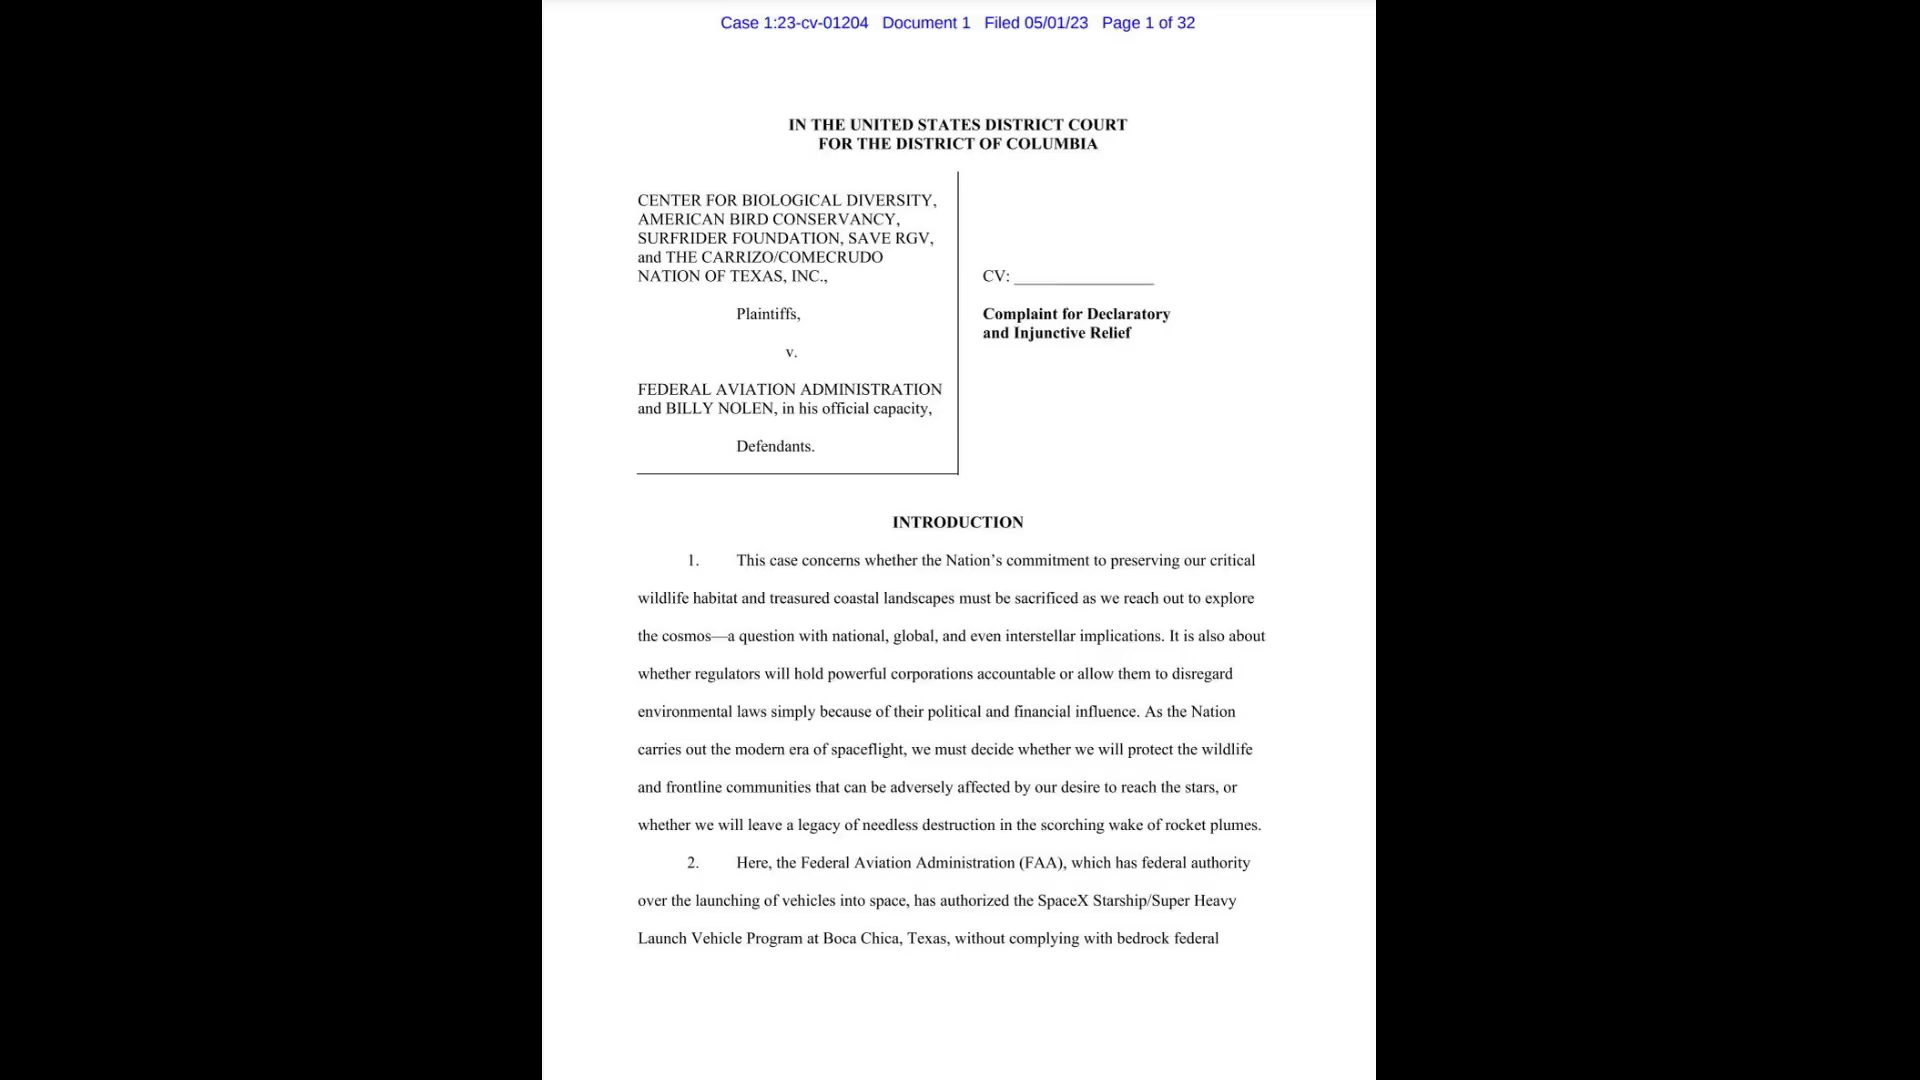 Case 1:23-cv-01204 Document 1 Filed 05/01/23 Page 1 of 32
IN THE UNITED STATES DISTRICT COURT
FOR THE DISTRICT OF COLUMBIA
CENTER FOR BIOLOGICAL DIVERSITY,
AMERICAN BIRD CONSERVANCY,
SURFRIDER FOUNDATION, SAVE RGV,
and THE CARRIZO/COMECRUDO
NATION OF TEXAS, INC.,
Plaintiffs,
v.
FEDERAL AVIATION ADMINISTRATION
and BILLY NOLEN, in his official capacity,
Defendants.
CV: _________________
Complaint for Declaratory
and Injunctive Relief
INTRODUCTION
1. This case concerns whether the Nation’s commitment to preserving our critical
wildlife habitat and treasured coastal landscapes must be sacrificed as we reach out to explore
the cosmos—a question with national, global, and even interstellar implications. It is also about
whether regulators will hold powerful corporations accountable or allow them to disregard
environmental laws simply because of their political and financial influence. As the Nation
carries out the modern era of spaceflight, we must decide whether we will protect the wildlife
and frontline communities that can be adversely affected by our desire to reach the stars, or
whether we will leave a legacy of needless destruction in the scorching wake of rocket plumes.
2. Here, the Federal Aviation Administration (FAA), which has federal authority
over the launching of vehicles into space, has authorized the SpaceX Starship/Super Heavy
Launch Vehicle Program at Boca Chica, Texas, without complying with bedrock federal